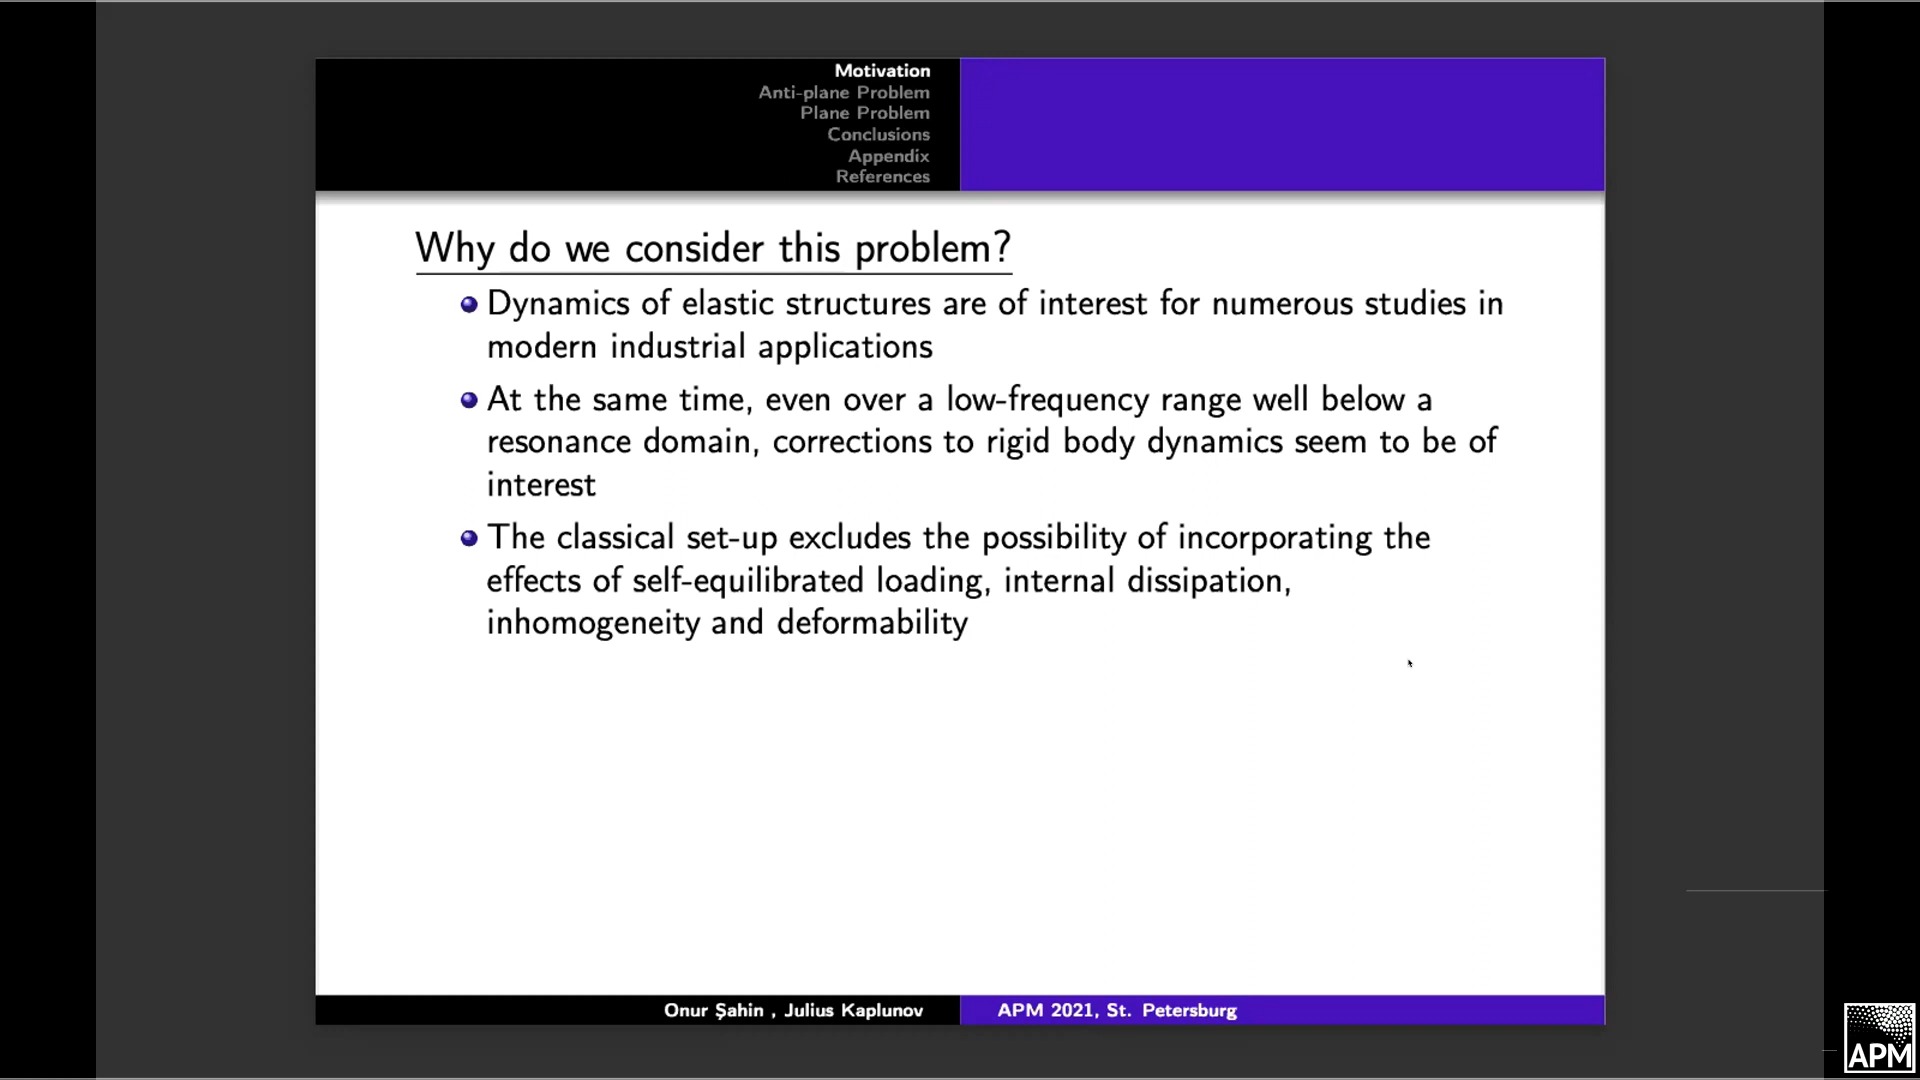 Motivation
Anti-plane Problem
Plane Problem
Conclusions
Appendix
References
Why do we consider this problem?
Dynamics of elastic structures are of interest for numerous studies in
modern industrial applications
At the same time, even over a low-frequency range well below a
resonance domain, corrections to rigid body dynamics seem to be of
interest
The classical set-up excludes the possibility of incorporating the
effects of self-equilibrated loading, internal dissipation,
inhomogeneity and deformability
Onur Şahin , Julius Kaplunov
APM 2021, St. Petersburg
APM